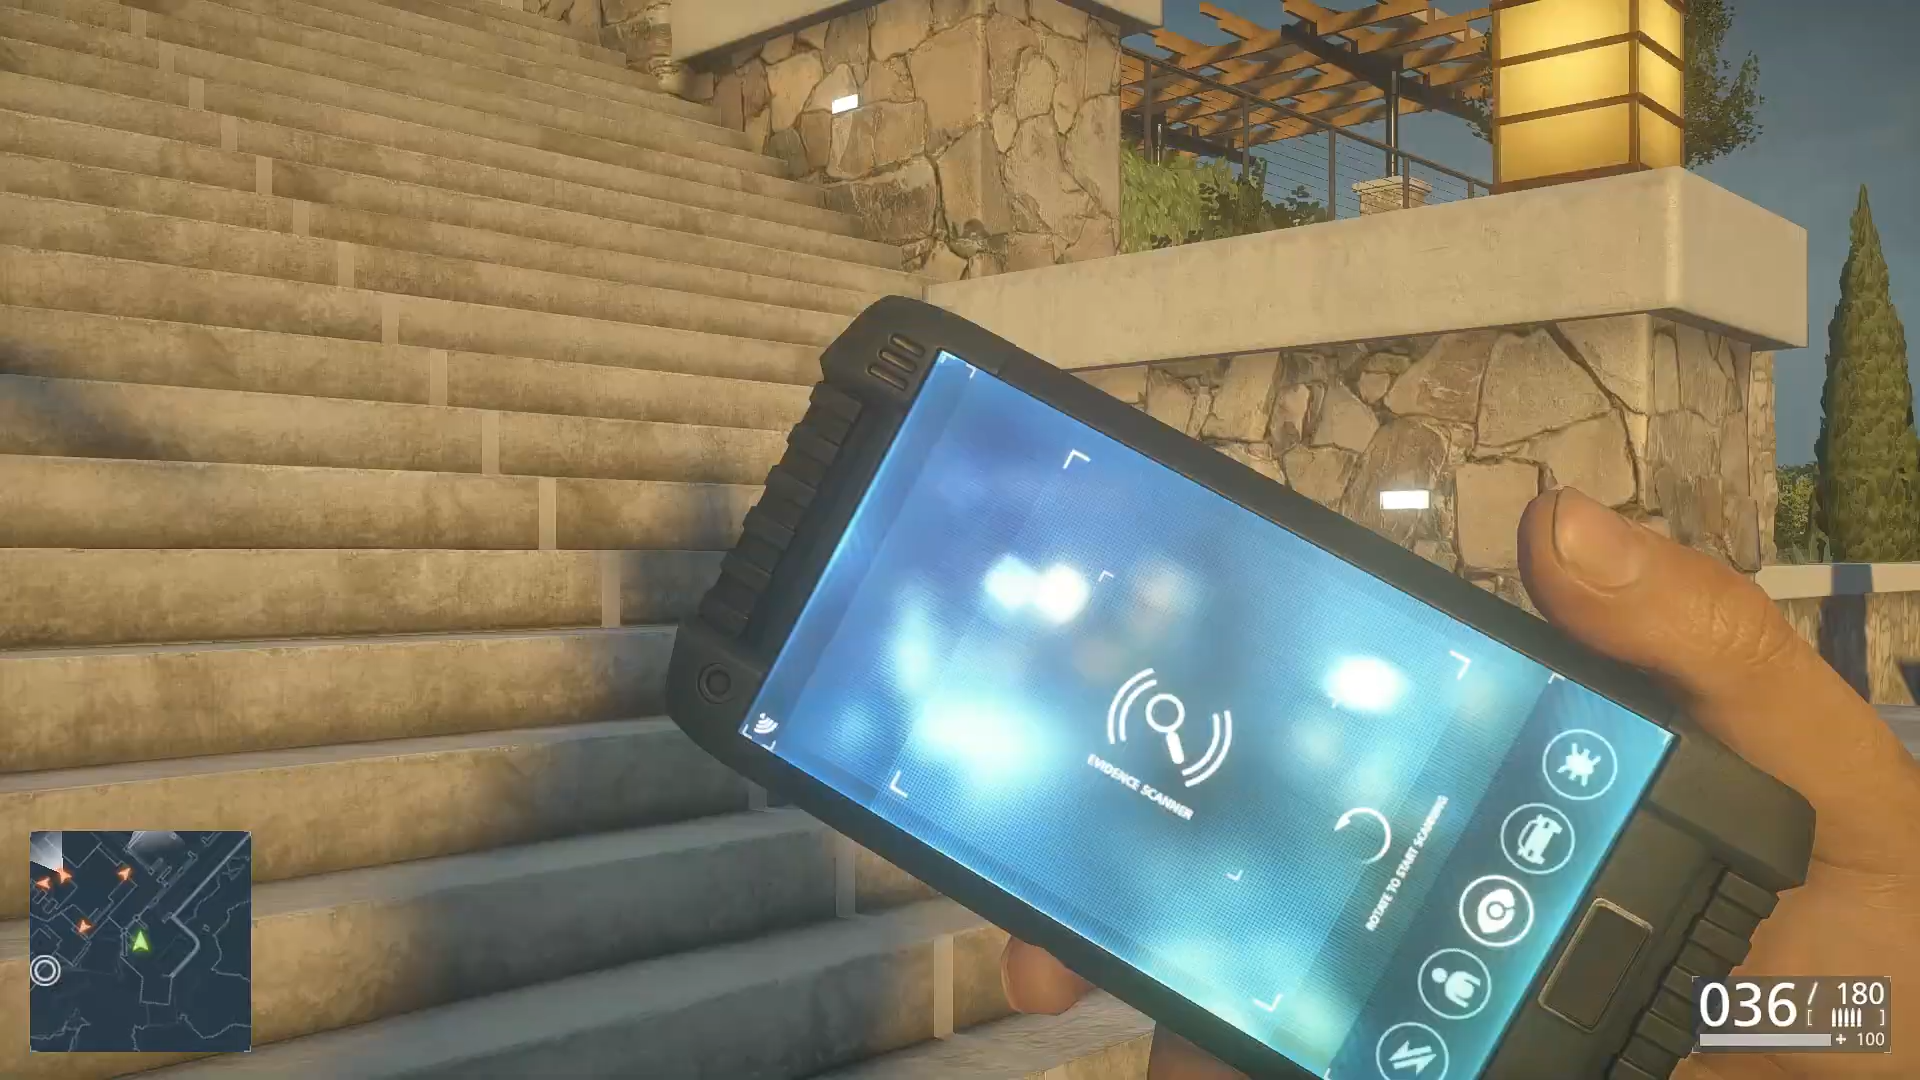 EVIDENCE SCANNER
ROTATE TO START SCANNING
036 / 180
[ ]
+ 100